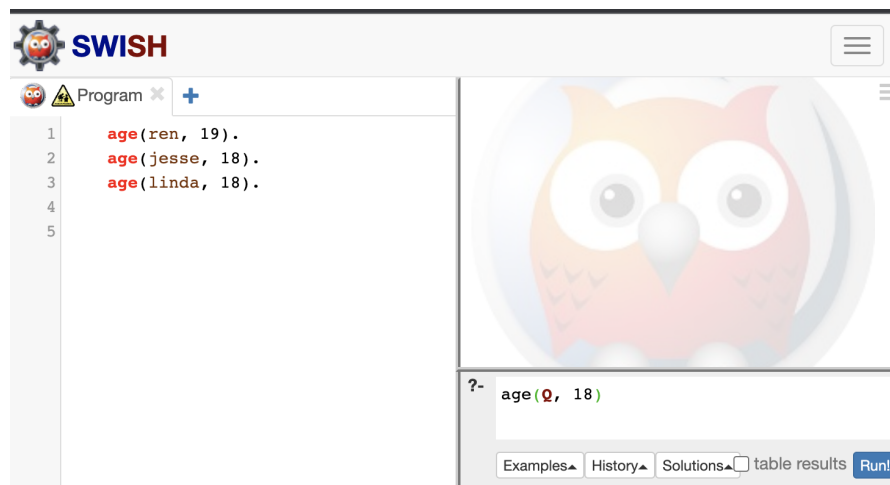 SWISH
Program
1 age(ren, 19).
2 age(jesse, 18).
3 age(linda, 18).
4
5
?- age(Q, 18)
Examples History Solutions table results Run!